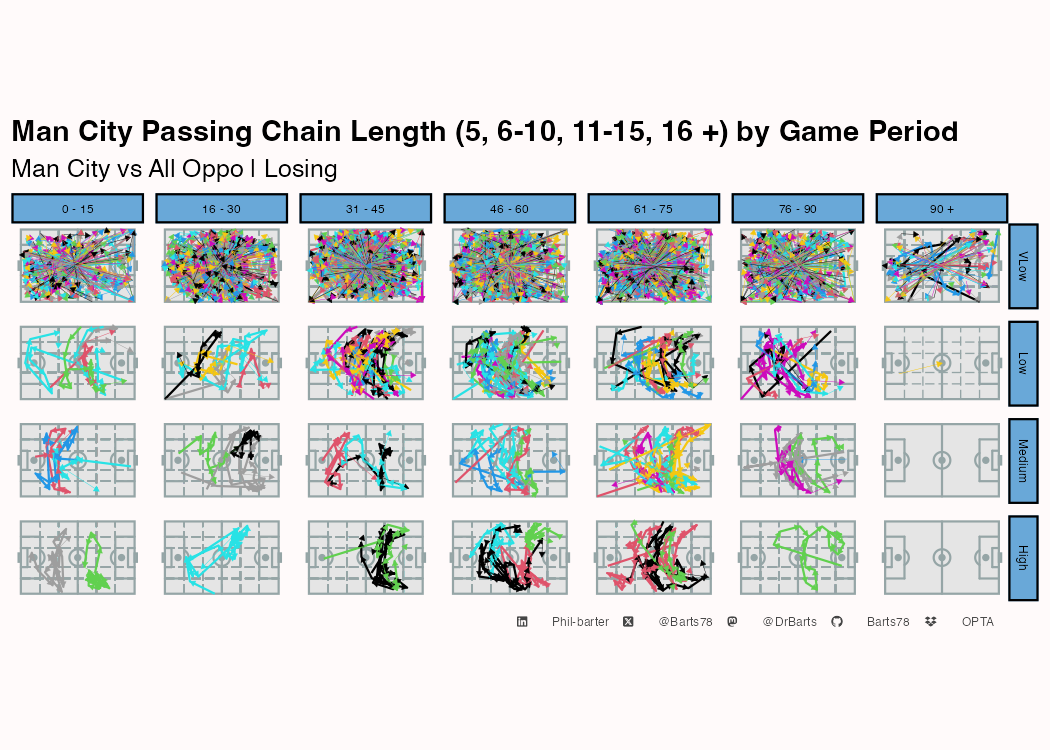 Man City Passing Chain Length (5, 6-10, 11-15, 16 +) by Game Period
Man City vs All Oppo | Losing
0 - 15 16 - 30 31 - 45 46 - 60 61 - 75 76 - 90 90 +
VLow
Low
Medium
High
Phil-barter @Barts78 @DrBarts Barts78 OPTA